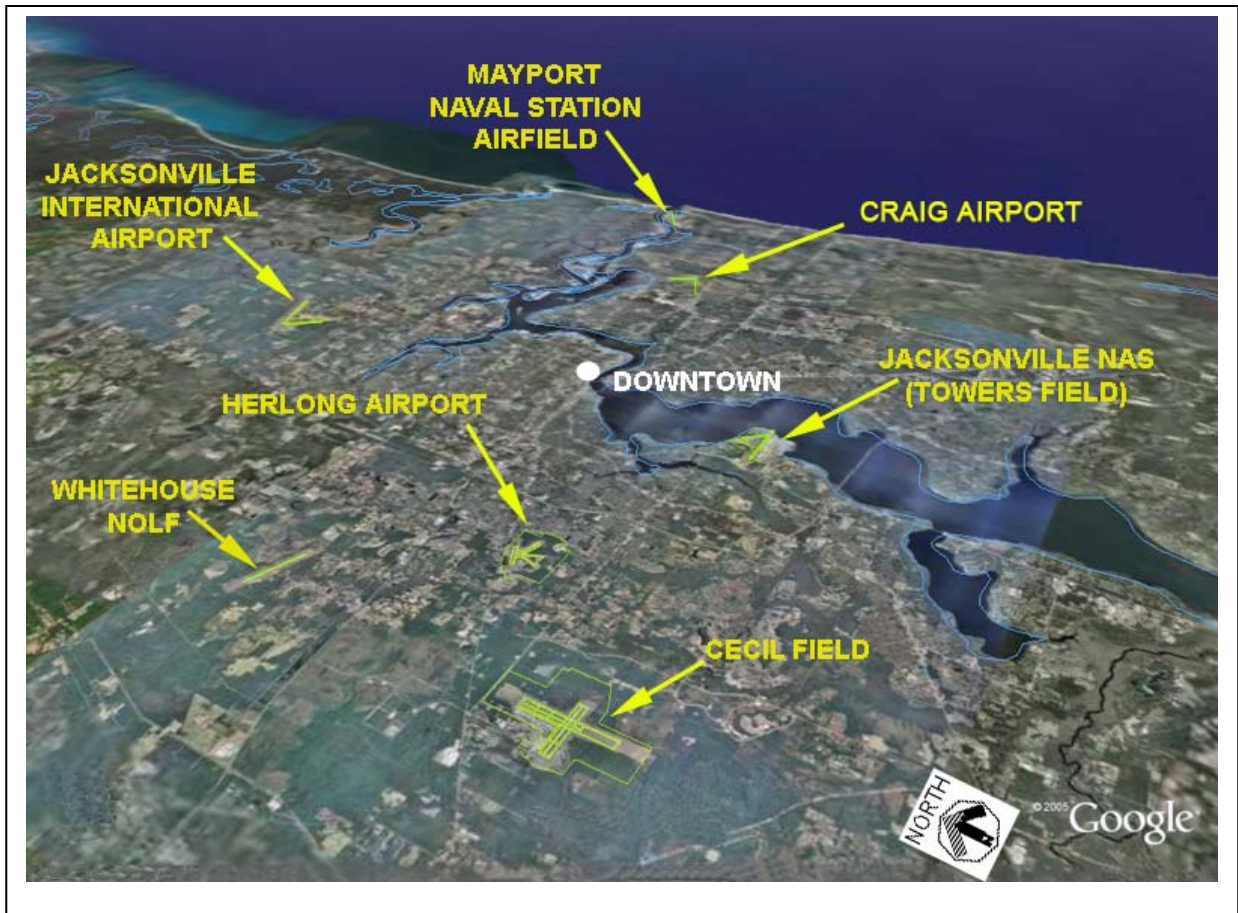 MAYPORT
NAVAL STATION
AIRFIELD
JACKSONVILLE
INTERNATIONAL
AIRPORT
CRAIG AIRPORT
JACKSONVILLE NAS
(TOWERS FIELD)
DOWNTOWN
HERLONG AIRPORT
WHITEHOUSE
NOLF
CECIL FIELD
NORTH
© 2005 Google